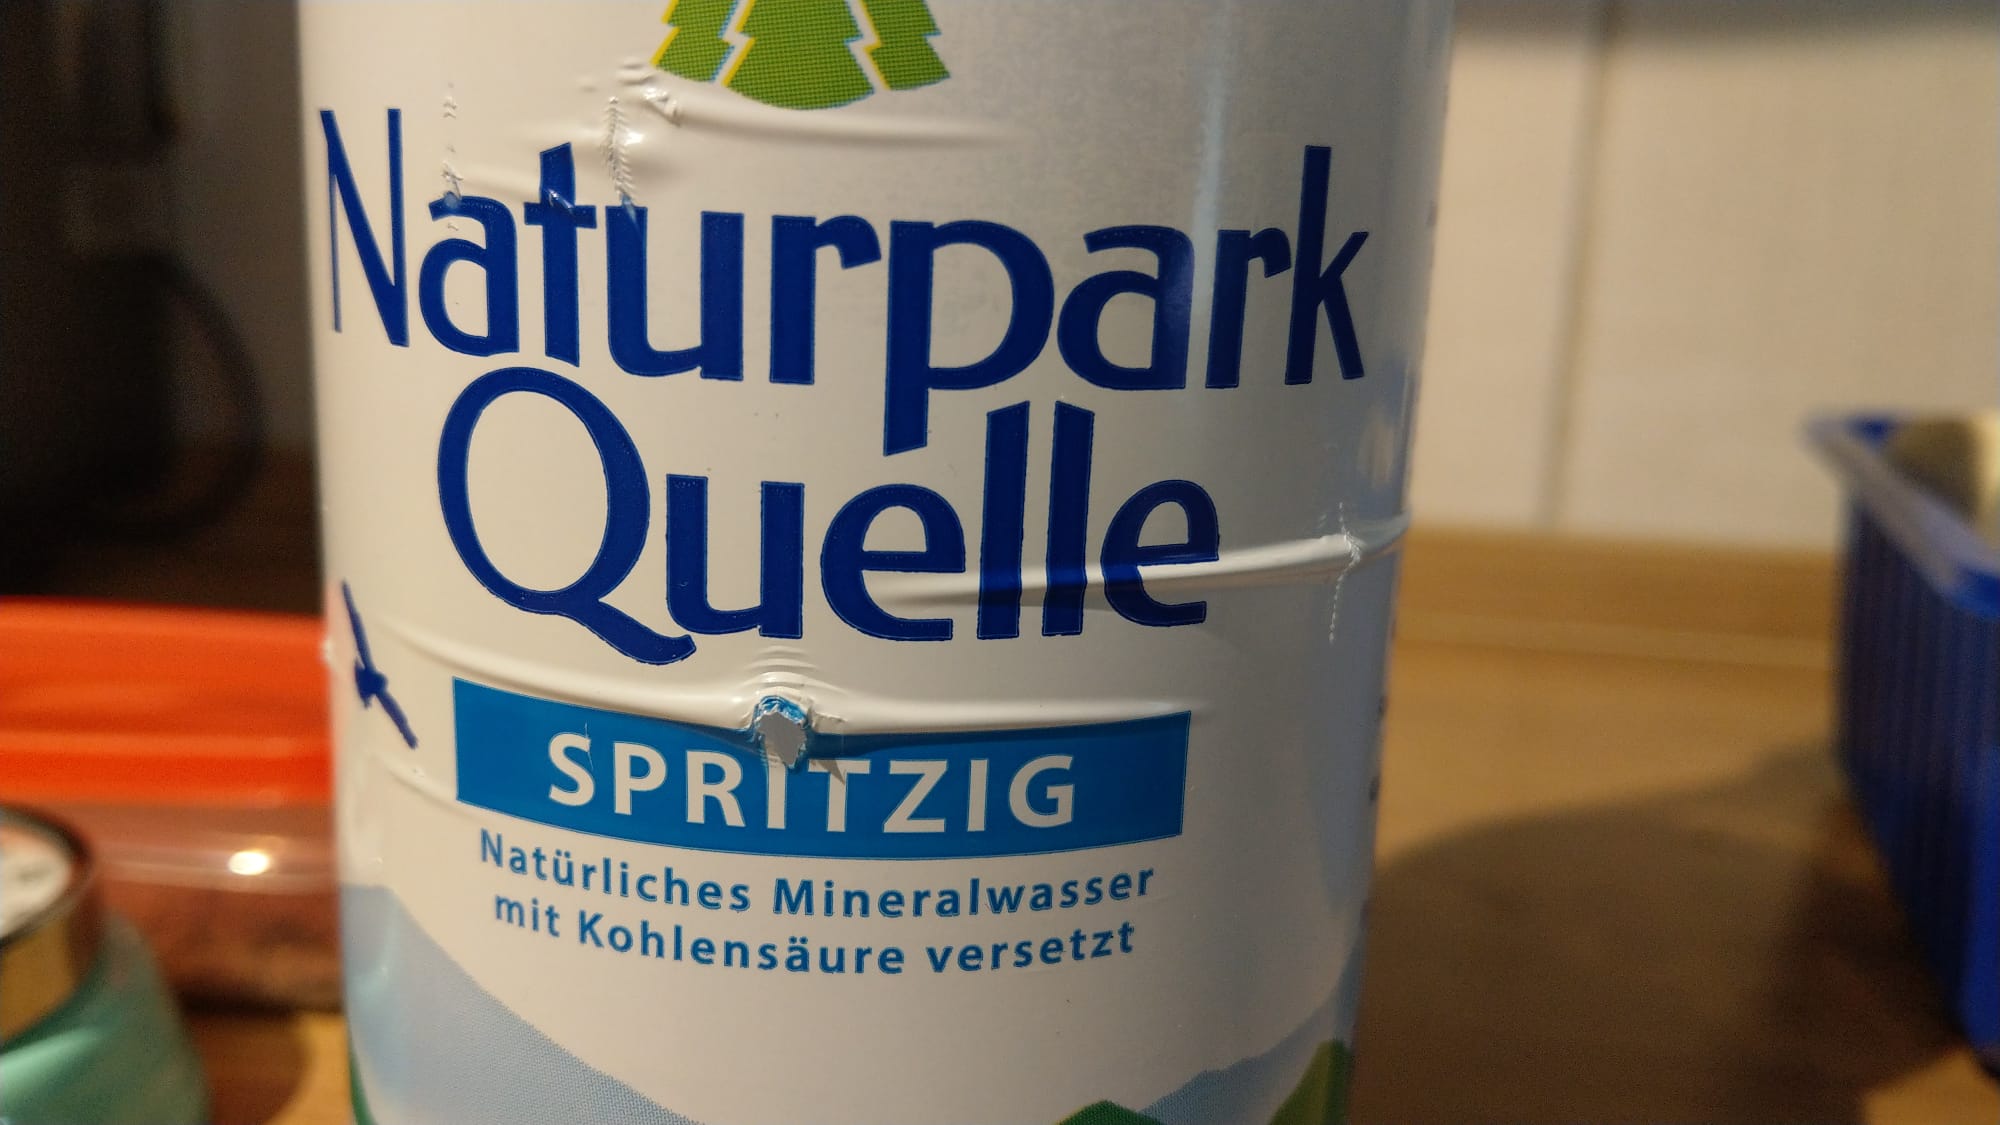 Naturpark
Quelle
SPRITZIG
Natürliches Mineralwasser
mit Kohlensäure versetzt